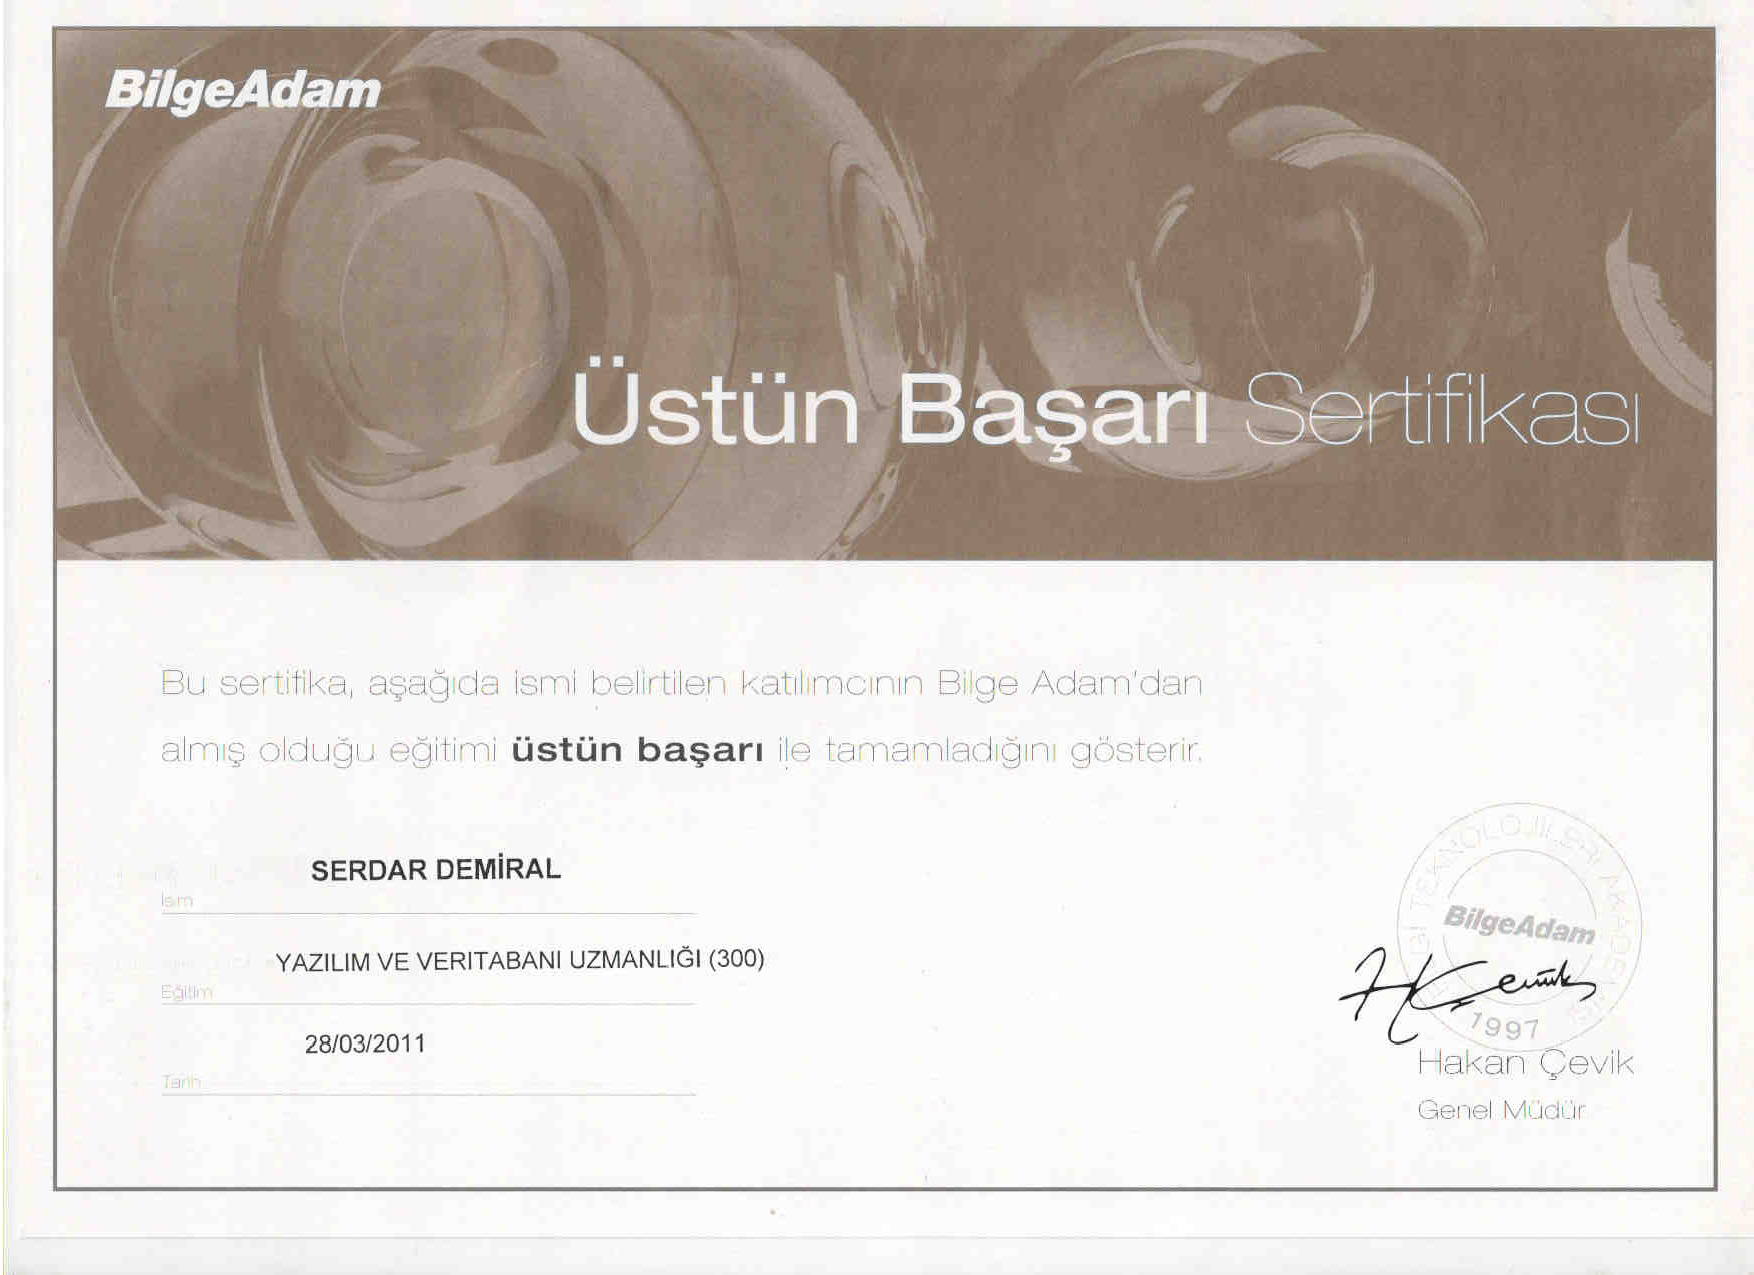 BilgeAdam
Üstün Başarı Sertifikası
Bu sertifika, aşağıda ismi belirtilen katılımcının Bilge Adam'dan
almış olduğu eğitimi üstün başarı ile tamamladığını gösterir.
SERDAR DEMİRAL
İsim
YAZILIM VE VERITABANI UZMANLIĞI (300)
Eğitim
28/03/2011
Tarih
BİLGİ TEKNOLOJİLERİ AKADEMİSİ
BilgeAdam
1997
Hakan Çevik
Genel Müdür